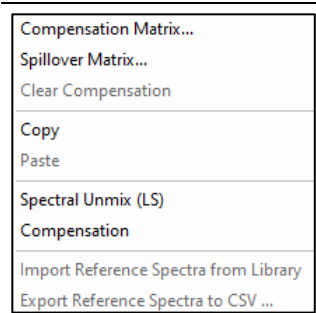 Compensation Matrix...
Spillover Matrix...
Clear Compensation
Copy
Paste
Spectral Unmix (LS)
Compensation
Import Reference Spectra from Library
Export Reference Spectra to CSV ...